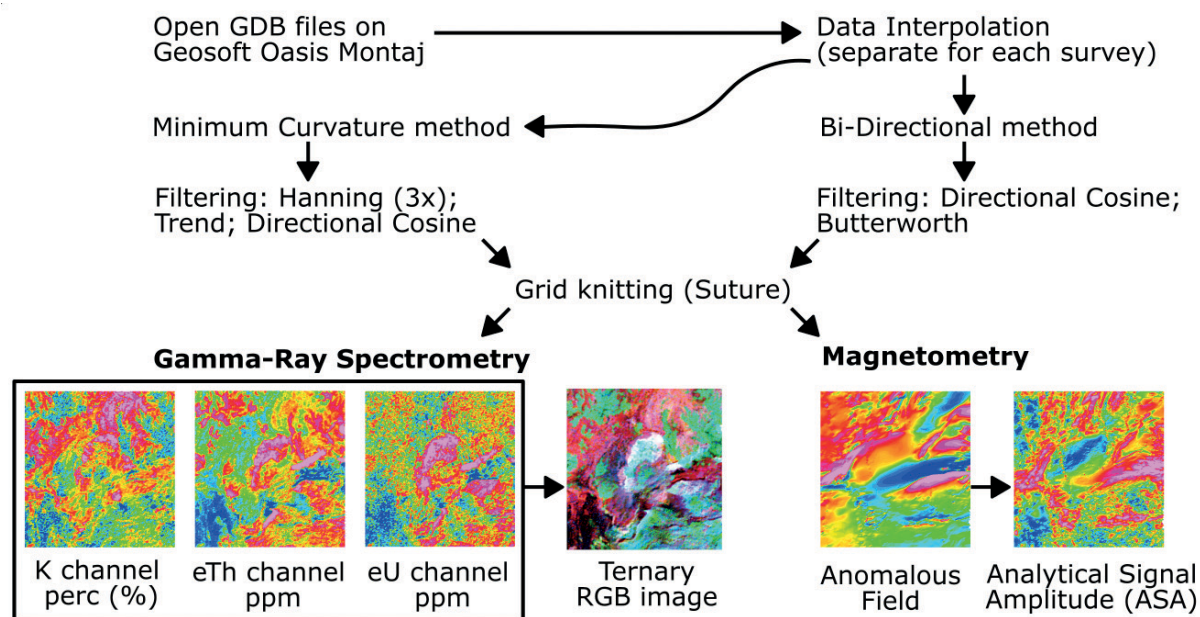 Open GDB files on
Geosoft Oasis Montaj
Data Interpolation
(separate for each survey)
Minimum Curvature method
Bi-Directional method
Filtering: Hanning (3x);
Trend; Directional Cosine
Filtering: Directional Cosine;
Butterworth
Grid knitting (Suture)
Gamma-Ray Spectrometry
Magnetometry
K channel
perc (%)
eTh channel
ppm
eU channel
ppm
Ternary
RGB image
Anomalous
Field
Analytical Signal
Amplitude (ASA)